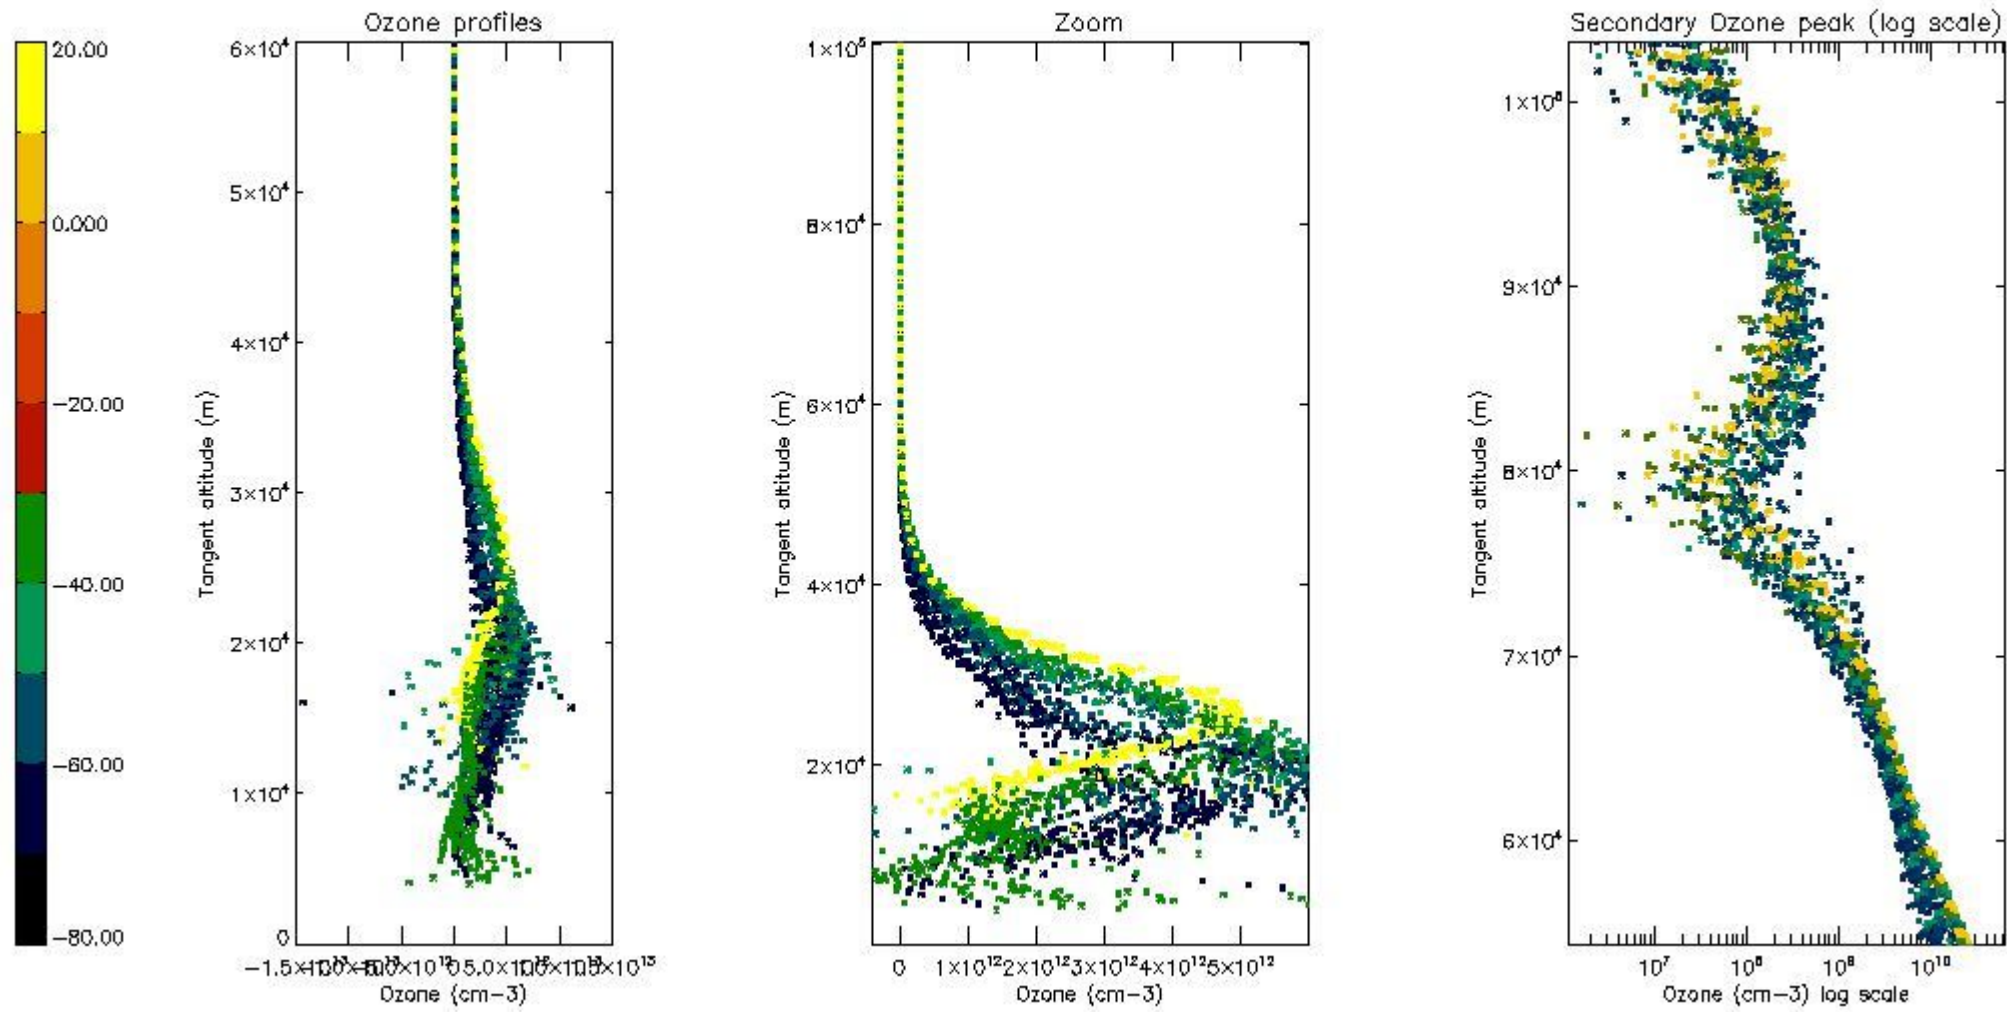 Ozone profiles
Zoom
Secondary Ozone peak (log scale)
20.00
0.000
−20.00
−40.00
−60.00
−80.00
Tangent altitude (m)
6×10⁴
5×10⁴
4×10⁴
3×10⁴
2×10⁴
1×10⁴
0
Ozone (cm−3)
Tangent altitude (m)
1×10⁵
8×10⁴
6×10⁴
4×10⁴
2×10⁴
0 1×10¹² 2×10¹² 3×10¹² 4×10¹² 5×10¹²
Ozone (cm−3)
Tangent altitude (m)
1×10⁵
9×10⁴
8×10⁴
7×10⁴
6×10⁴
10⁷ 10⁸ 10⁹ 10¹⁰
Ozone (cm−3) log scale